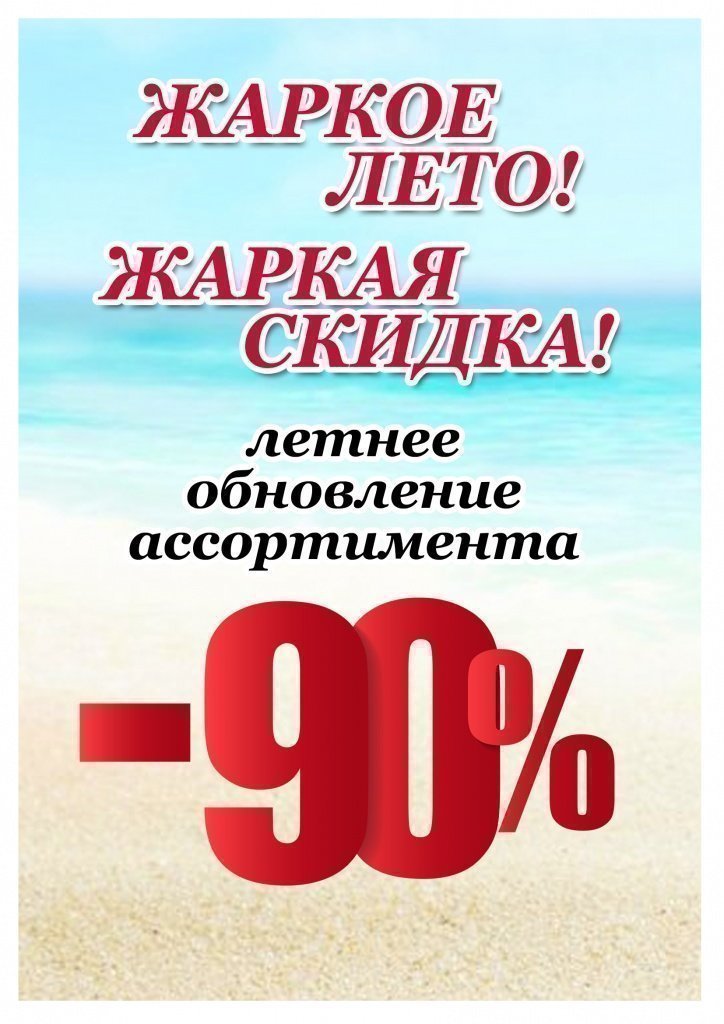 ЖАРКОЕ
ЛЕТО!
ЖАРКАЯ
СКИДКА!
летнее
обновление
ассортимента
-90%